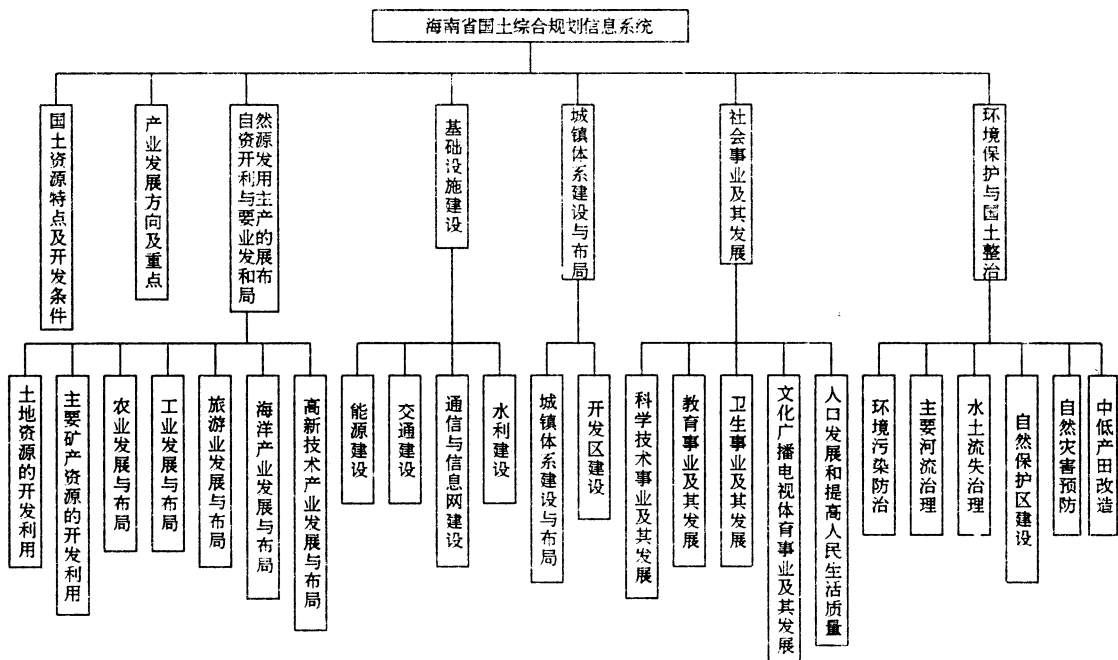 海南省国土综合规划信息系统
国土资源特点及开发条件
产业发展方向及重点
自然资源开发利用与主要产业的发展和布局
基础设施建设
城镇体系建设与布局
社会事业及其发展
环境保护与国土整治
土地资源的开发利用
主要矿产资源的开发利用
农业发展与布局
工业发展与布局
旅游业发展与布局
海洋产业发展与布局
高新技术产业发展与布局
能源建设
交通建设
通信与信息网建设
水利建设
城镇体系建设与布局
开发区建设
科学技术事业及其发展
教育事业及其发展
卫生事业及其发展
文化广播电视体育事业及其发展
人口发展和提高人民生活质量
环境污染防治
主要河流治理
水土流失治理
自然保护区建设
自然灾害预防
中低产田改造